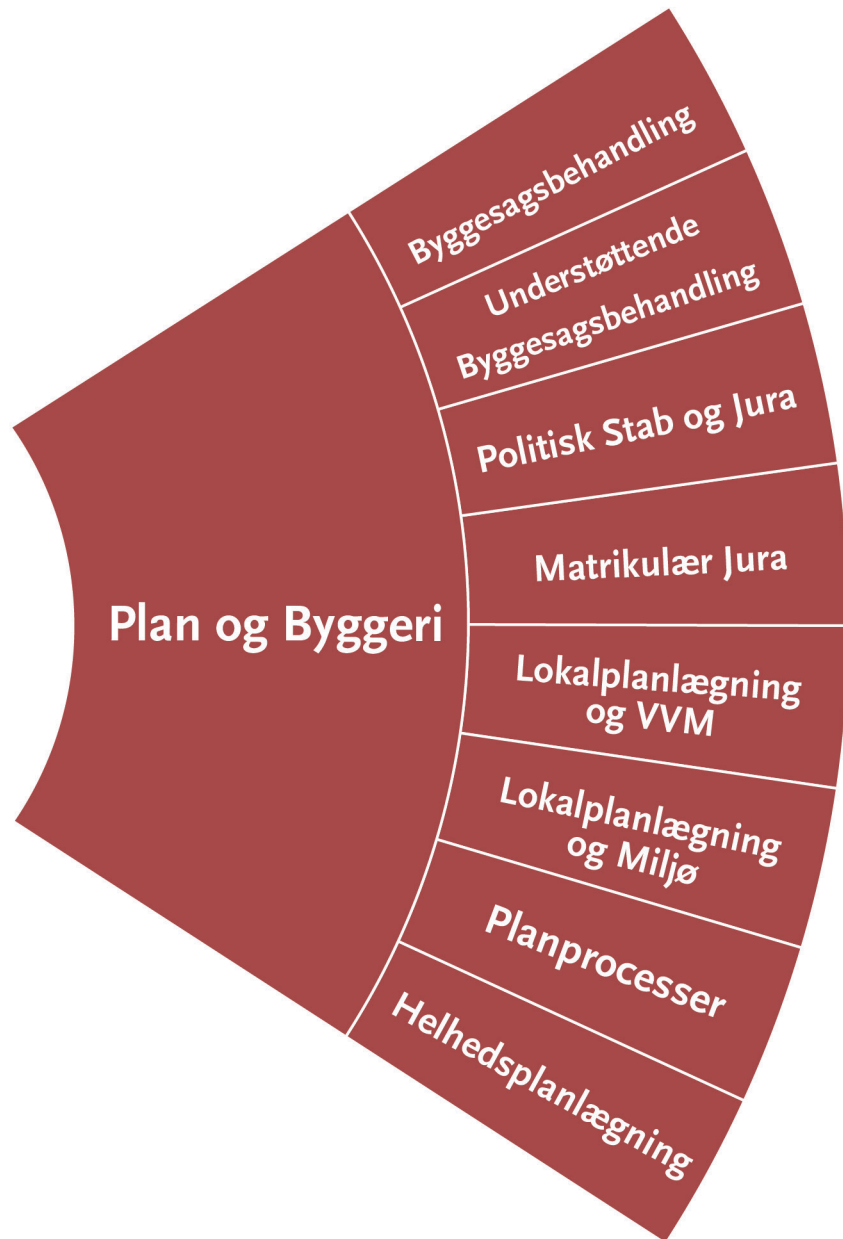 Byggesagsbehandling
Understøttende
Byggesagsbehandling
Politisk Stab og Jura
Matrikulær Jura
Plan og Byggeri
Lokalplanlægning
og VVM
Lokalplanlægning
og Miljø
Planprocesser
Helhedsplanlægning